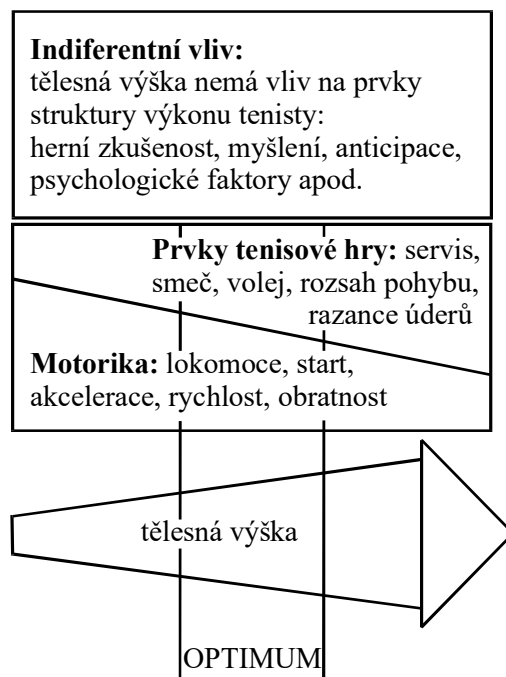 Indiferentní vliv:
tělesná výška nemá vliv na prvky
struktury výkonu tenisty:
herní zkušenost, myšlení, anticipace,
psychologické faktory apod.
Prvky tenisové hry: servis,
smeč, volej, rozsah pohybu,
razance úderů
Motorika: lokomoce, start,
akcelerace, rychlost, obratnost
tělesná výška
OPTIMUM